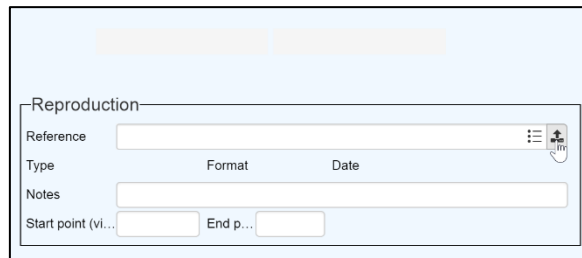 Reproduction
Reference
Type Format Date
Notes
Start point (vi... End p...